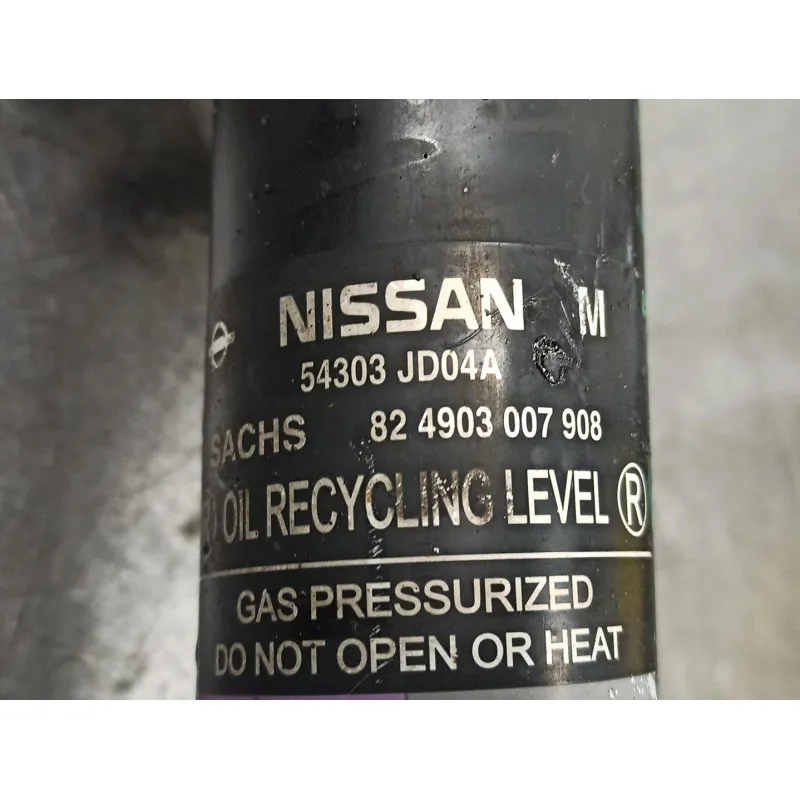 NISSAN M
54303 JD04A
SACHS 82 4903 007 908
® OIL RECYCLING LEVEL ®
GAS PRESSURIZED
DO NOT OPEN OR HEAT